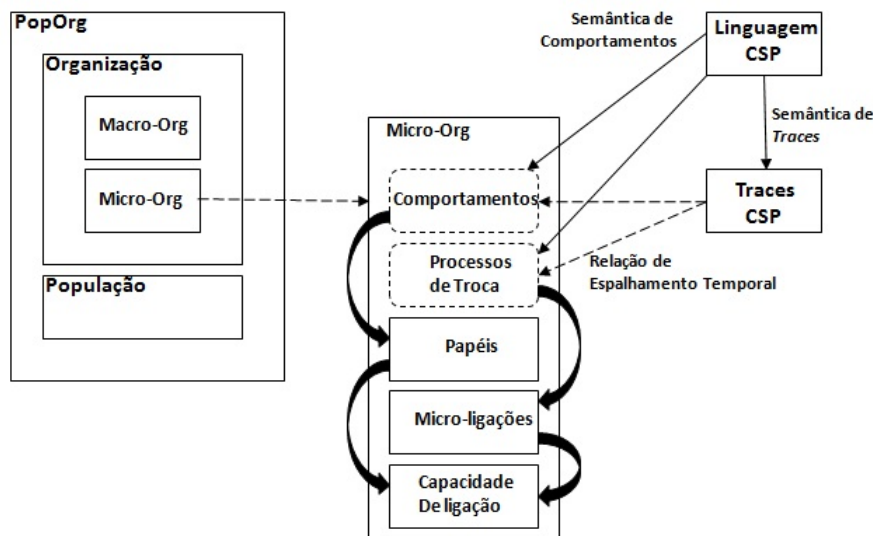 PopOrg
Organização
Macro-Org
Micro-Org
População
Micro-Org
Comportamentos
Processos
de Troca
Papéis
Micro-ligações
Capacidade
De ligação
Semântica de
Comportamentos
Linguagem
CSP
Semântica de
Traces
Traces
CSP
Relação de
Espalhamento Temporal